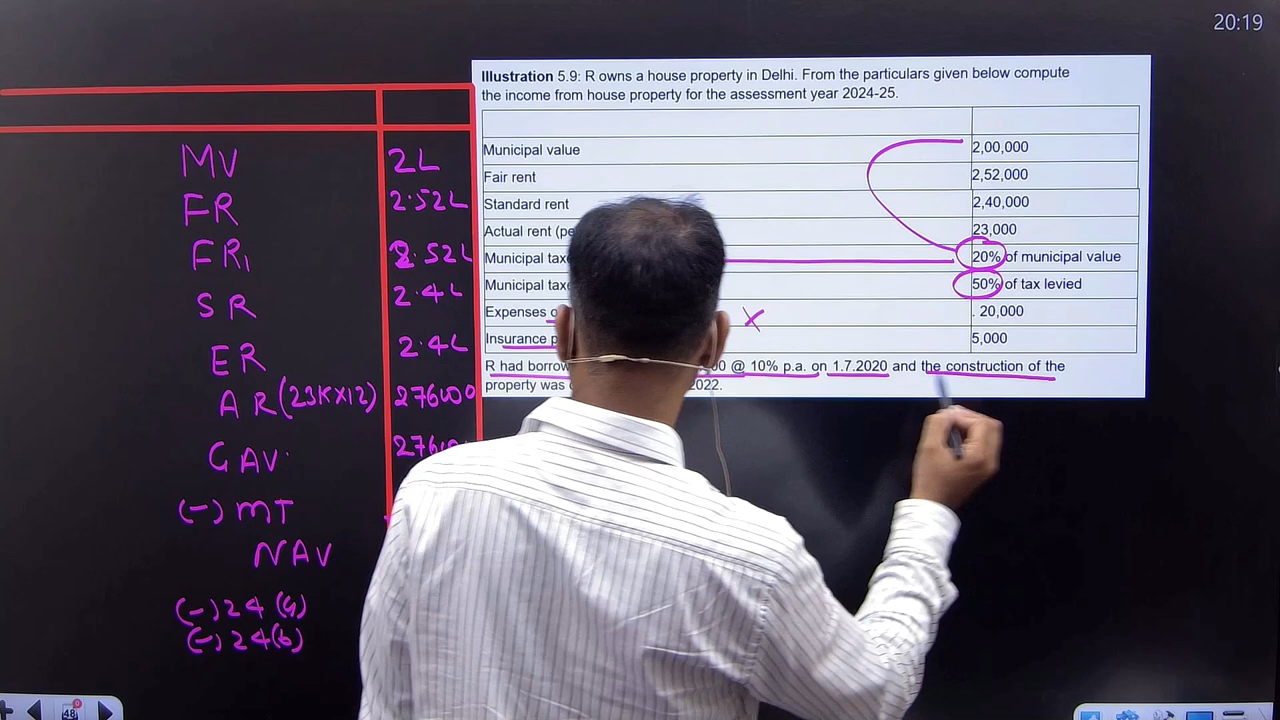 20:19
Illustration 5.9: R owns a house property in Delhi. From the particulars given below compute
the income from house property for the assessment year 2024-25.
Municipal value 2,00,000
Fair rent 2,52,000
Standard rent 2,40,000
Actual rent 23,000
Municipal 20% of municipal value
Municipal 50% of tax levied
Expenses . 20,000
Insurance 5,000
R had @ 10% p.a. on 1.7.2020 and the construction of the
property was 2022.
MV 2L
FR 2.52L
FR1 2.52L
SR 2.4L
ER 2.4L
AR(23K×12) 276000
GAV
(-) MT
NAV
(-) 24(a)
(-) 24(b)
48